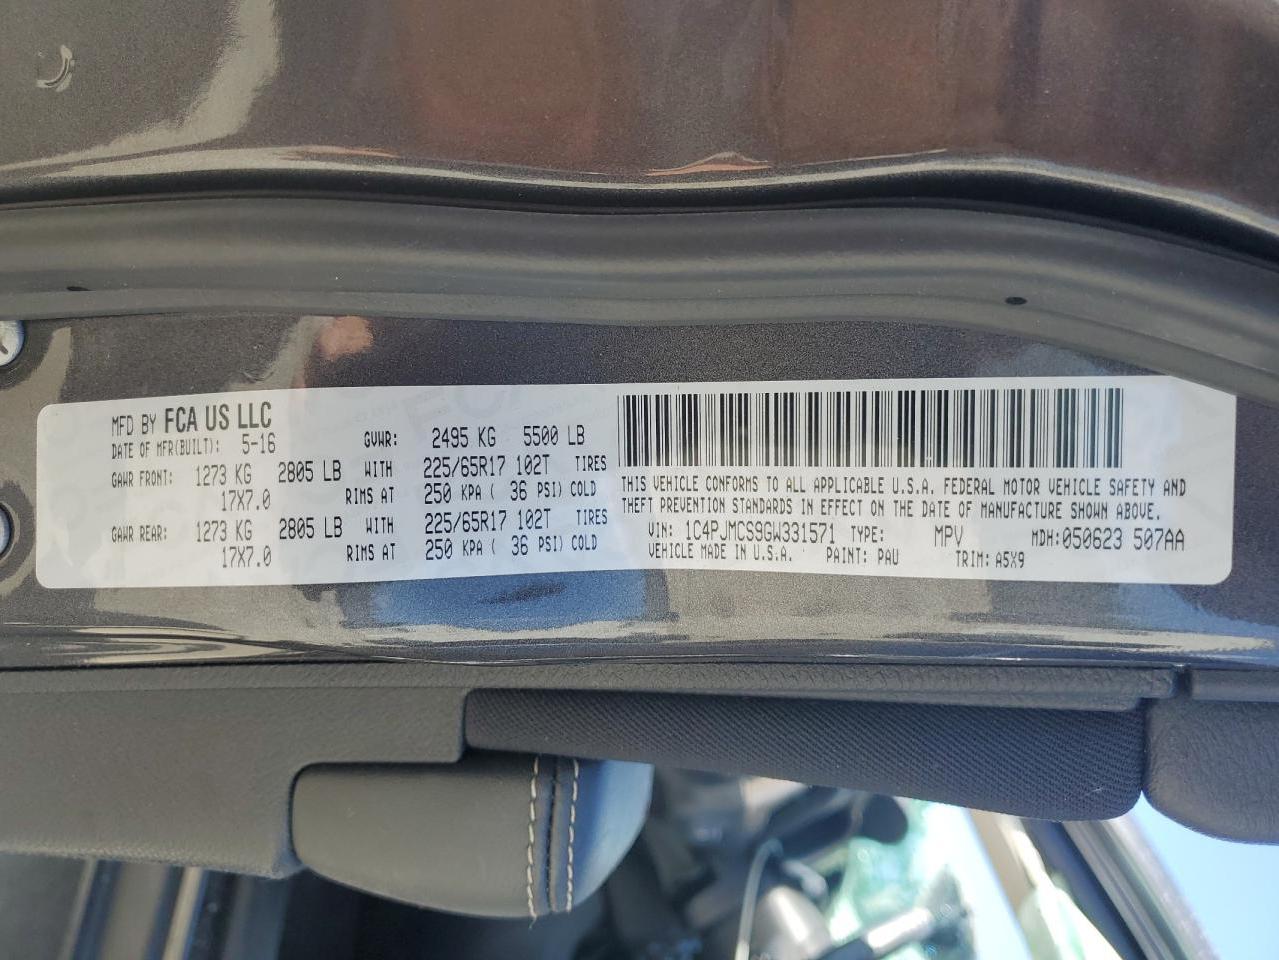 MFD BY FCA US LLC
DATE OF MFR(BUILT): 5-16 GVWR: 2495 KG 5500 LB
GAWR FRONT: 1273 KG 2805 LB WITH 225/65R17 102T TIRES
17X7.0 RIMS AT 250 KPA ( 36 PSI) COLD
GAWR REAR: 1273 KG 2805 LB WITH 225/65R17 102T TIRES
17X7.0 RIMS AT 250 KPA ( 36 PSI) COLD
THIS VEHICLE CONFORMS TO ALL APPLICABLE U.S.A. FEDERAL MOTOR VEHICLE SAFETY AND
THEFT PREVENTION STANDARDS IN EFFECT ON THE DATE OF MANUFACTURE SHOWN ABOVE.
VIN: 1C4PJMCS9GW331571 TYPE: MPV MDH: 050623 507AA
VEHICLE MADE IN U.S.A. PAINT: PAU TRIM: A5X9